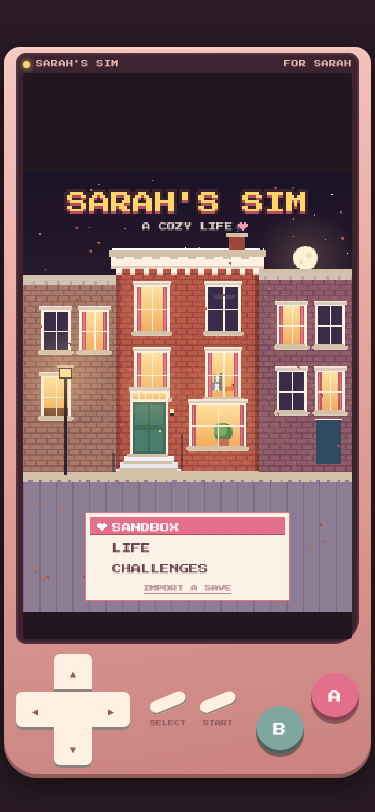 SARAH'S SIM
FOR SARAH
SARAH'S SIM
A COZY LIFE
SANDBOX
LIFE
CHALLENGES
IMPORT A SAVE
SELECT
START
A
B